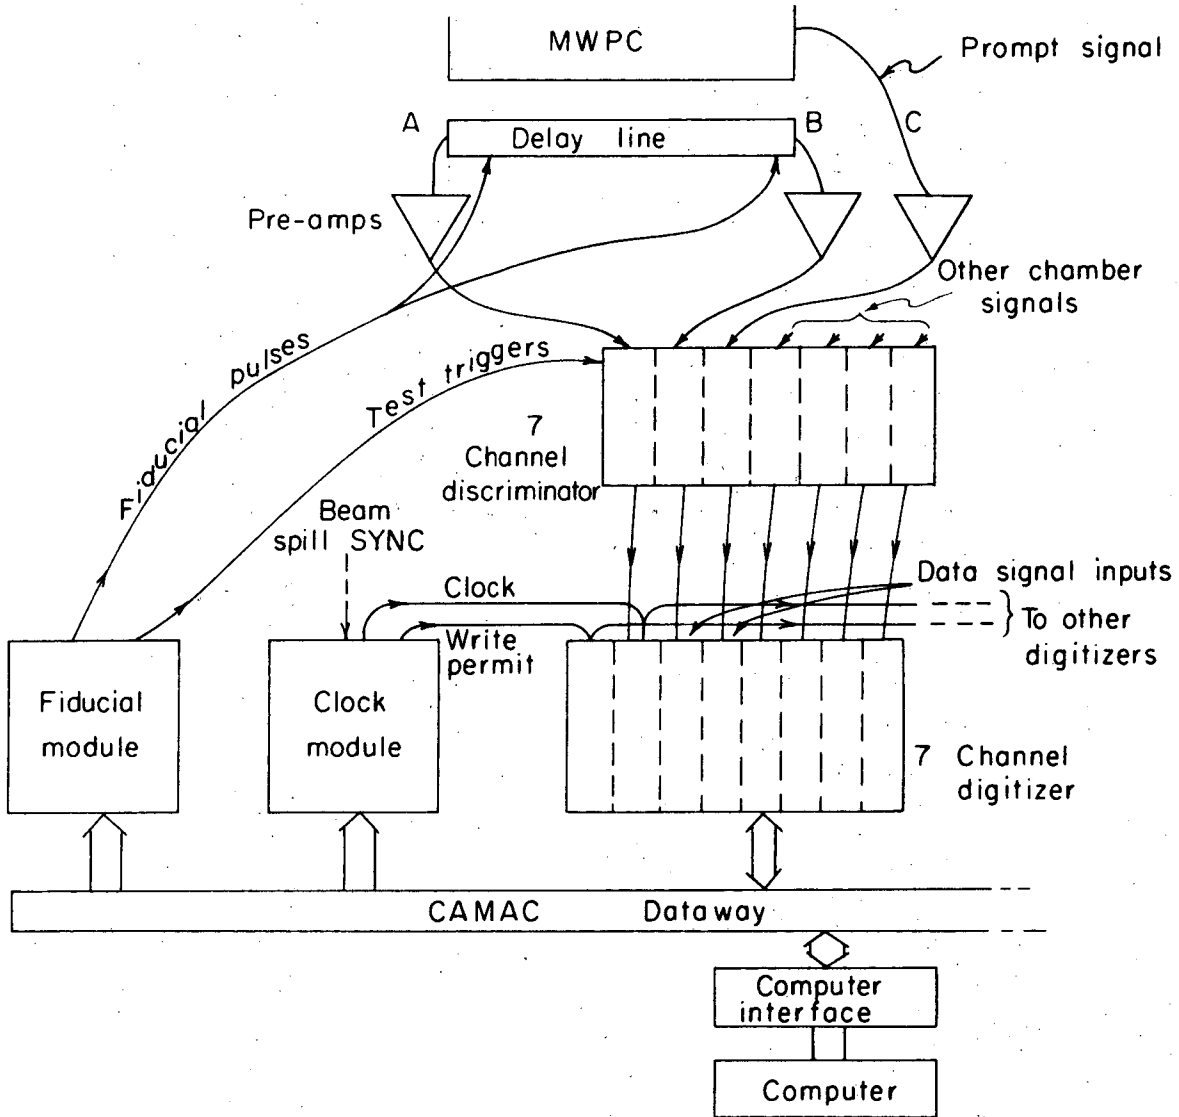 MWPC
Prompt signal
A
Delay line
B
C
Pre-amps
Other chamber
signals
Fiducial pulses
Test triggers
7
Channel
discriminator
Beam
spill SYNC
Clock
Write
permit
Data signal inputs
To other
digitizers
Fiducial
module
Clock
module
7 Channel
digitizer
CAMAC Dataway
Computer
interface
Computer